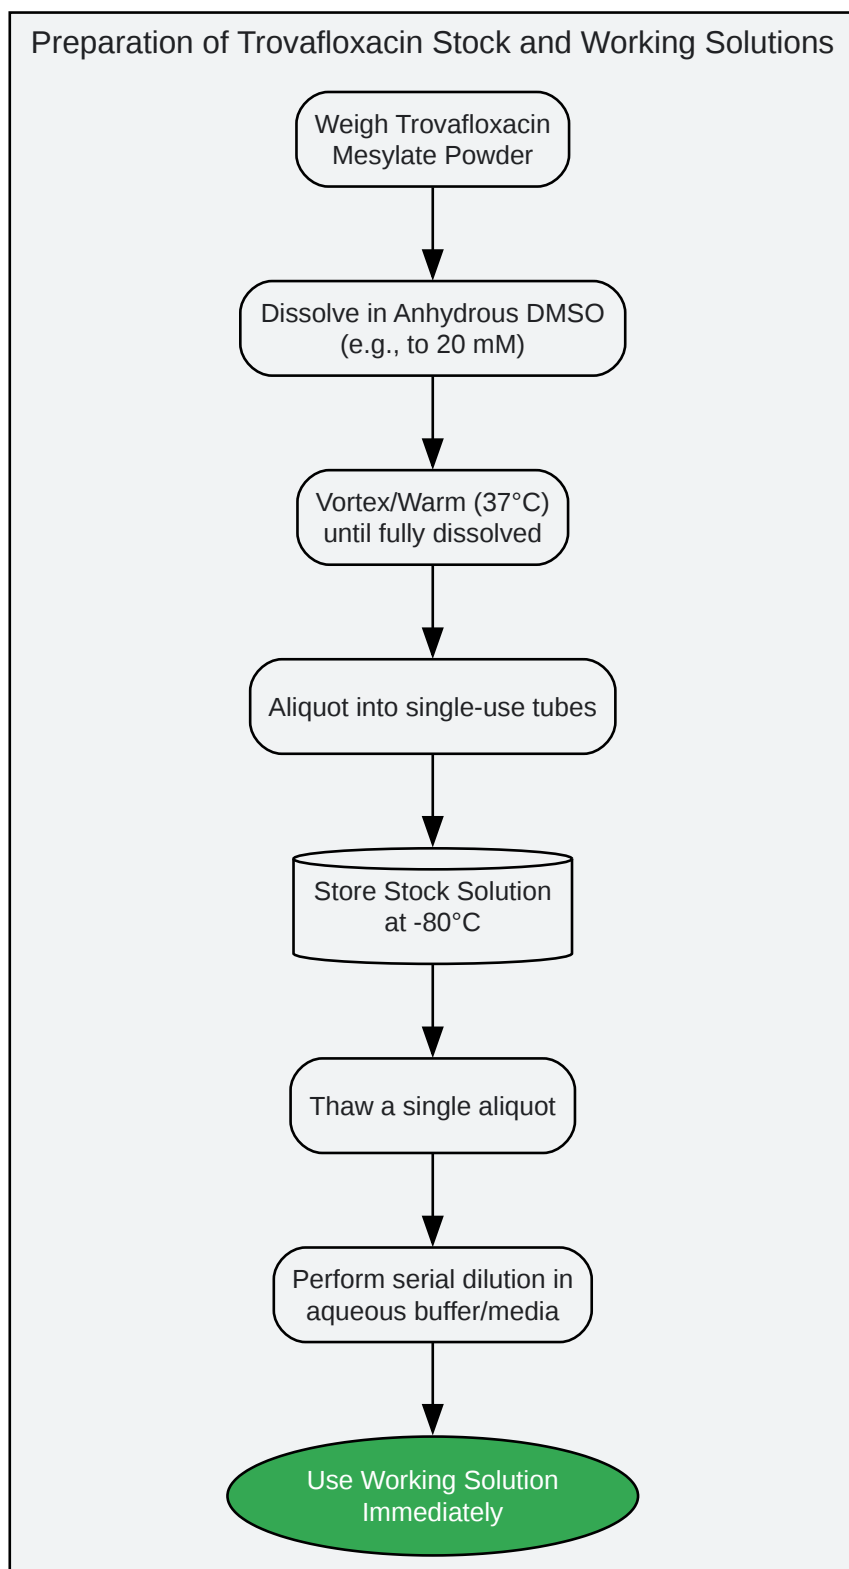 Preparation of Trovafloxacin Stock and Working Solutions
Weigh Trovafloxacin
Mesylate Powder
Dissolve in Anhydrous DMSO
(e.g., to 20 mM)
Vortex/Warm (37°C)
until fully dissolved
Aliquot into single-use tubes
Store Stock Solution
at -80°C
Thaw a single aliquot
Perform serial dilution in
aqueous buffer/media
Use Working Solution
Immediately